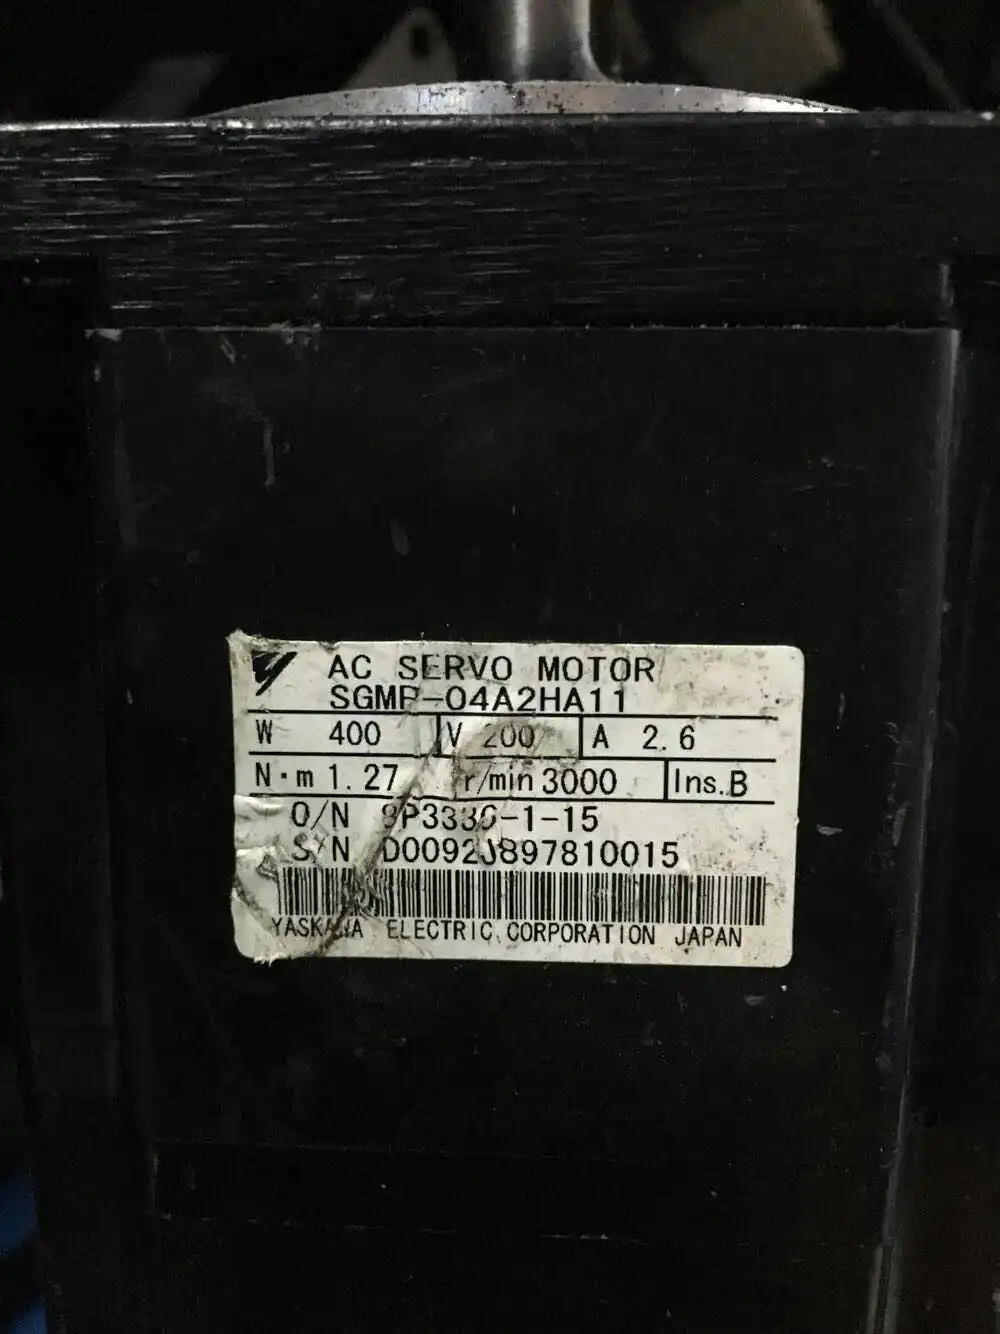 AC SERVO MOTOR
SGMP-04A2HA11
W 400 V 200 A 2.6
N·m 1.27 r/min 3000 Ins. B
O/N 9P3336-1-15
S/N D0092J897810015
YASKAWA ELECTRIC CORPORATION JAPAN